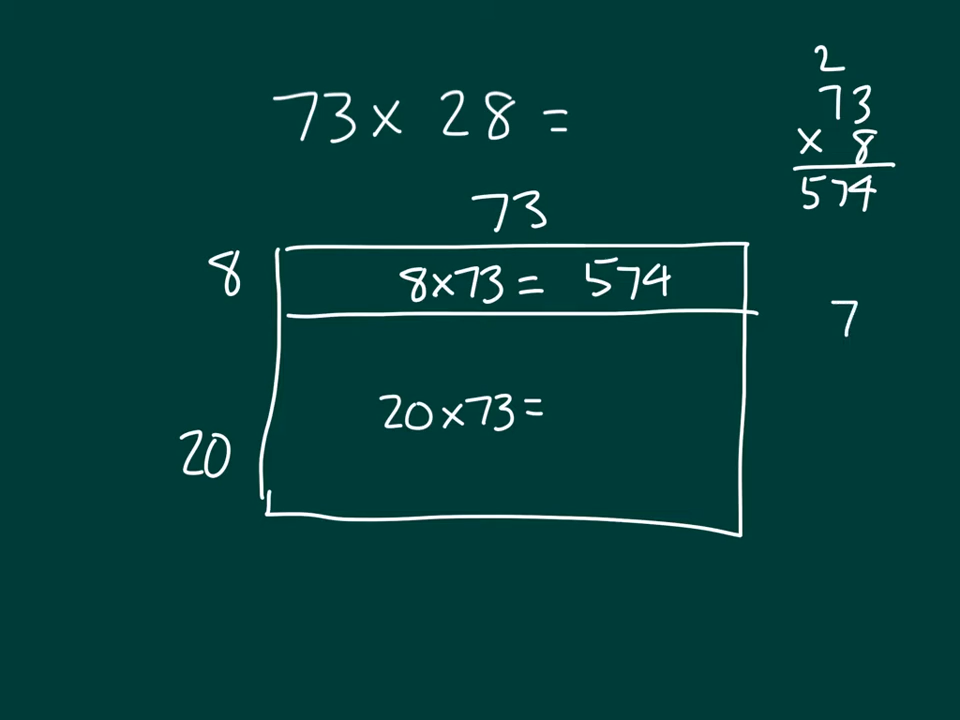 73 x 28 =
2
73
x 8
574
73
8
8x73 = 574
7
20x73=
20